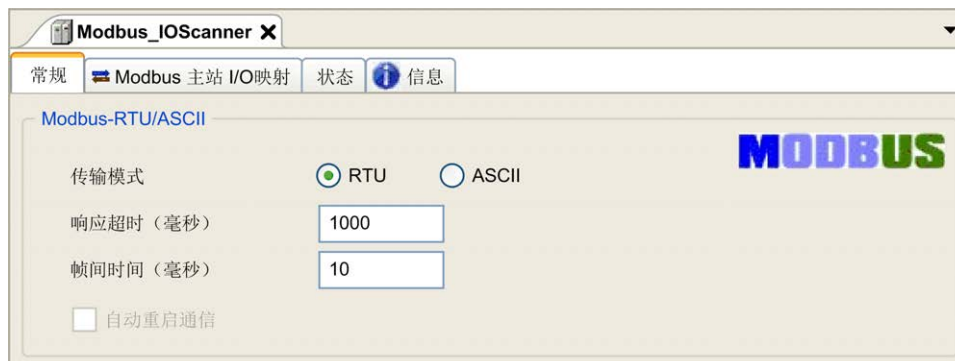 Modbus_IOScanner
常规 Modbus 主站 I/O映射 状态 信息
Modbus-RTU/ASCII
MODBUS
传输模式 RTU ASCII
响应超时（毫秒） 1000
帧间时间（毫秒） 10
自动重启通信